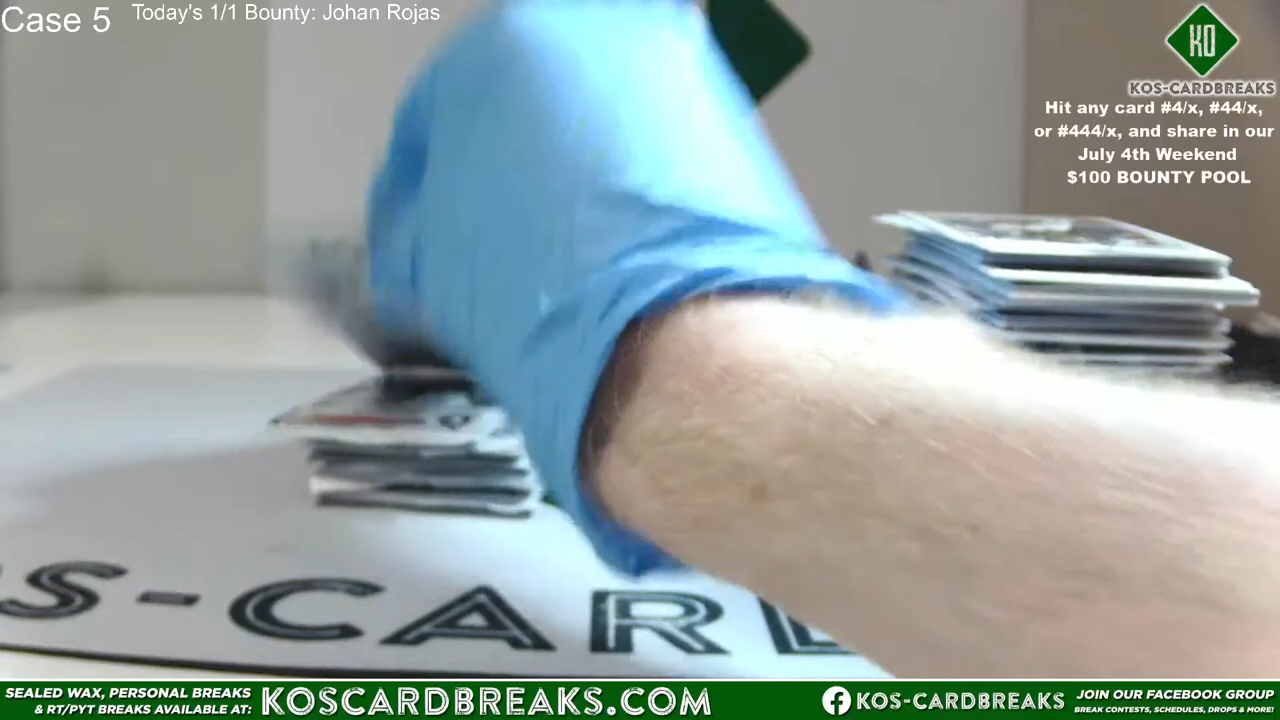 Case 5
Today's 1/1 Bounty: Johan Rojas
KO
KOS-CARDBREAKS
Hit any card #4/x, #44/x,
or #444/x, and share in our
July 4th Weekend
$100 BOUNTY POOL
S-CARD
SEALED WAX, PERSONAL BREAKS
& RT/PYT BREAKS AVAILABLE AT:
KOSCARDBREAKS.COM
KOS-CARDBREAKS
JOIN OUR FACEBOOK GROUP
BREAK CONTESTS, SCHEDULES, DROPS & MORE!